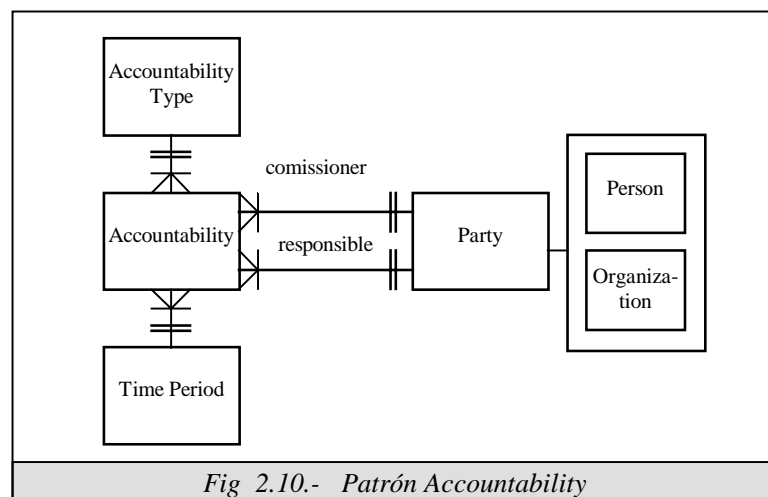 Accountability
Type
comissioner
Person
Accountability
responsible
Party
Organiza-
tion
Time Period
Fig 2.10.- Patrón Accountability